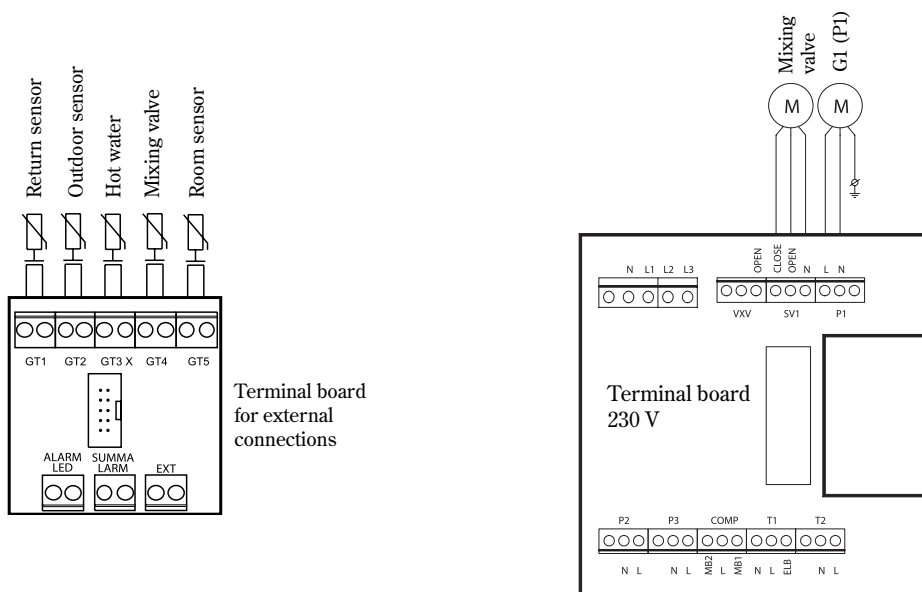 Return sensor
Outdoor sensor
Hot water
Mixing valve
Room sensor
GT1 GT2 GT3 X GT4 GT5
ALARM LED
SUMMA LARM
EXT
Terminal board
for external
connections
Mixing
valve
G1 (P1)
M M
OPEN CLOSE OPEN
N L1 L2 L3 N L N
VXV SV1 P1
Terminal board
230 V
P2 P3 COMP T1 T2
N L N L MB2 L MB1 N L ELB N L